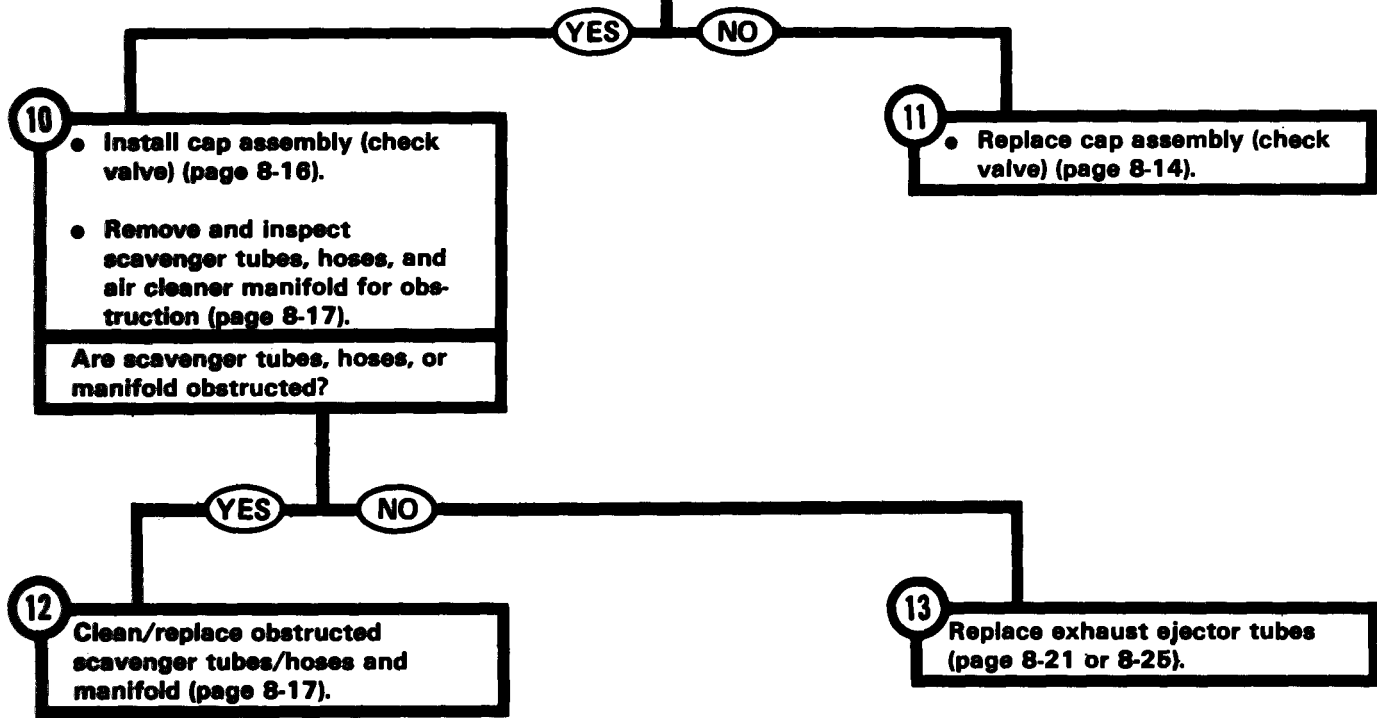 YES NO
10
● Install cap assembly (check
valve) (page 8-16).
● Remove and inspect
scavenger tubes, hoses, and
air cleaner manifold for obs-
truction (page 8-17).
Are scavenger tubes, hoses, or
manifold obstructed?
11
● Replace cap assembly (check
valve) (page 8-14).
YES NO
12
Clean/replace obstructed
scavenger tubes/hoses and
manifold (page 8-17).
13
Replace exhaust ejector tubes
(page 8-21 or 8-25).